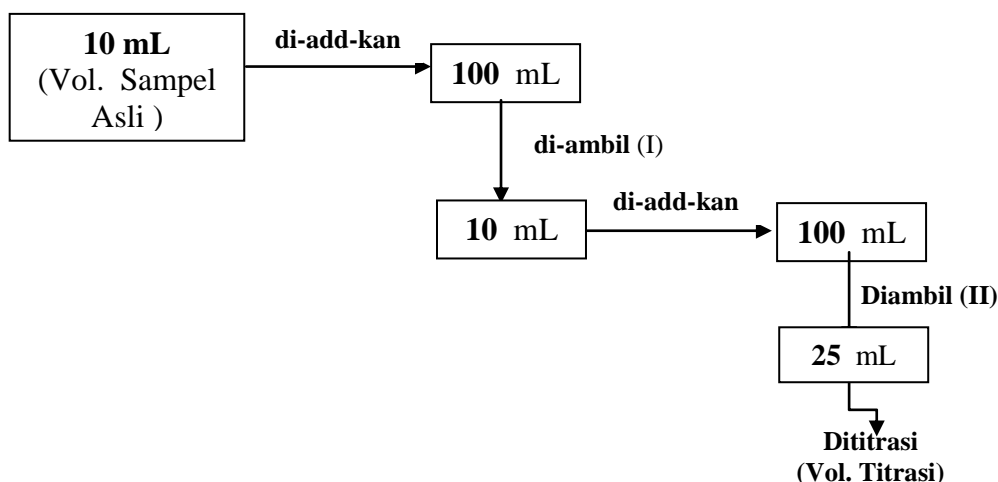 10 mL
(Vol. Sampel
Asli )
di-add-kan
100 mL
di-ambil (I)
10 mL
di-add-kan
100 mL
Diambil (II)
25 mL
Dititrasi
(Vol. Titrasi)